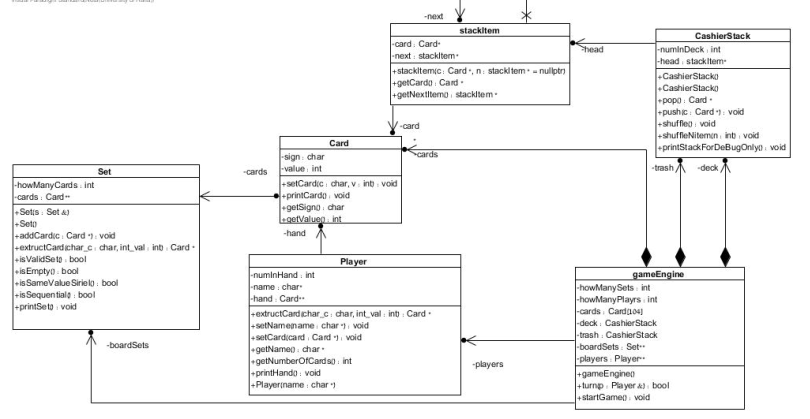 -next
stackItem
-card : Card*
-next : stackItem*
+stackItem(c : Card *, n : stackItem * = nullptr)
+getCard() : Card *
+getNextItem() : stackItem *
CashierStack
-numInDeck : int
-head : stackItem*
+CashierStack()
+CashierStack()
+pop() : Card *
+push(c : Card *) : void
+shuffle() : void
+shuffleNitem(n : int) : void
+printStackForDeBugOnly() : void
-head
-card
*
-cards
Card
-sign : char
-value : int
+setCard(c : char, v : int) : void
+printCard() : void
+getSign() : char
+getValue() : int
-cards
Set
-howManyCards : int
-cards : Card**
+Set(s : Set &)
+Set()
+addCard(c : Card *) : void
+extructCard(char_c : char, int_val : int) : Card *
+isValidSet() : bool
+isEmpty() : bool
+isSameValueSiriel() : bool
+isSequential() : bool
+printSet() : void
-hand
-trash
-deck
Player
-numInHand : int
-name : char*
-hand : Card**
+extructCard(char_c : char, int_val : int) : Card *
+setName(name : char *) : void
+setCard(card : Card *) : void
+getName() : char *
+getNumberOfCards() : int
+printHand() : void
+Player(name : char *)
gameEngine
-howManySets : int
-howManyPlayrs : int
-cards : Card[104]
-deck : CashierStack
-trash : CashierStack
-boardSets : Set**
-players : Player**
+gameEngine()
+turn(p : Player &) : bool
+startGame() : void
-boardSets
-players